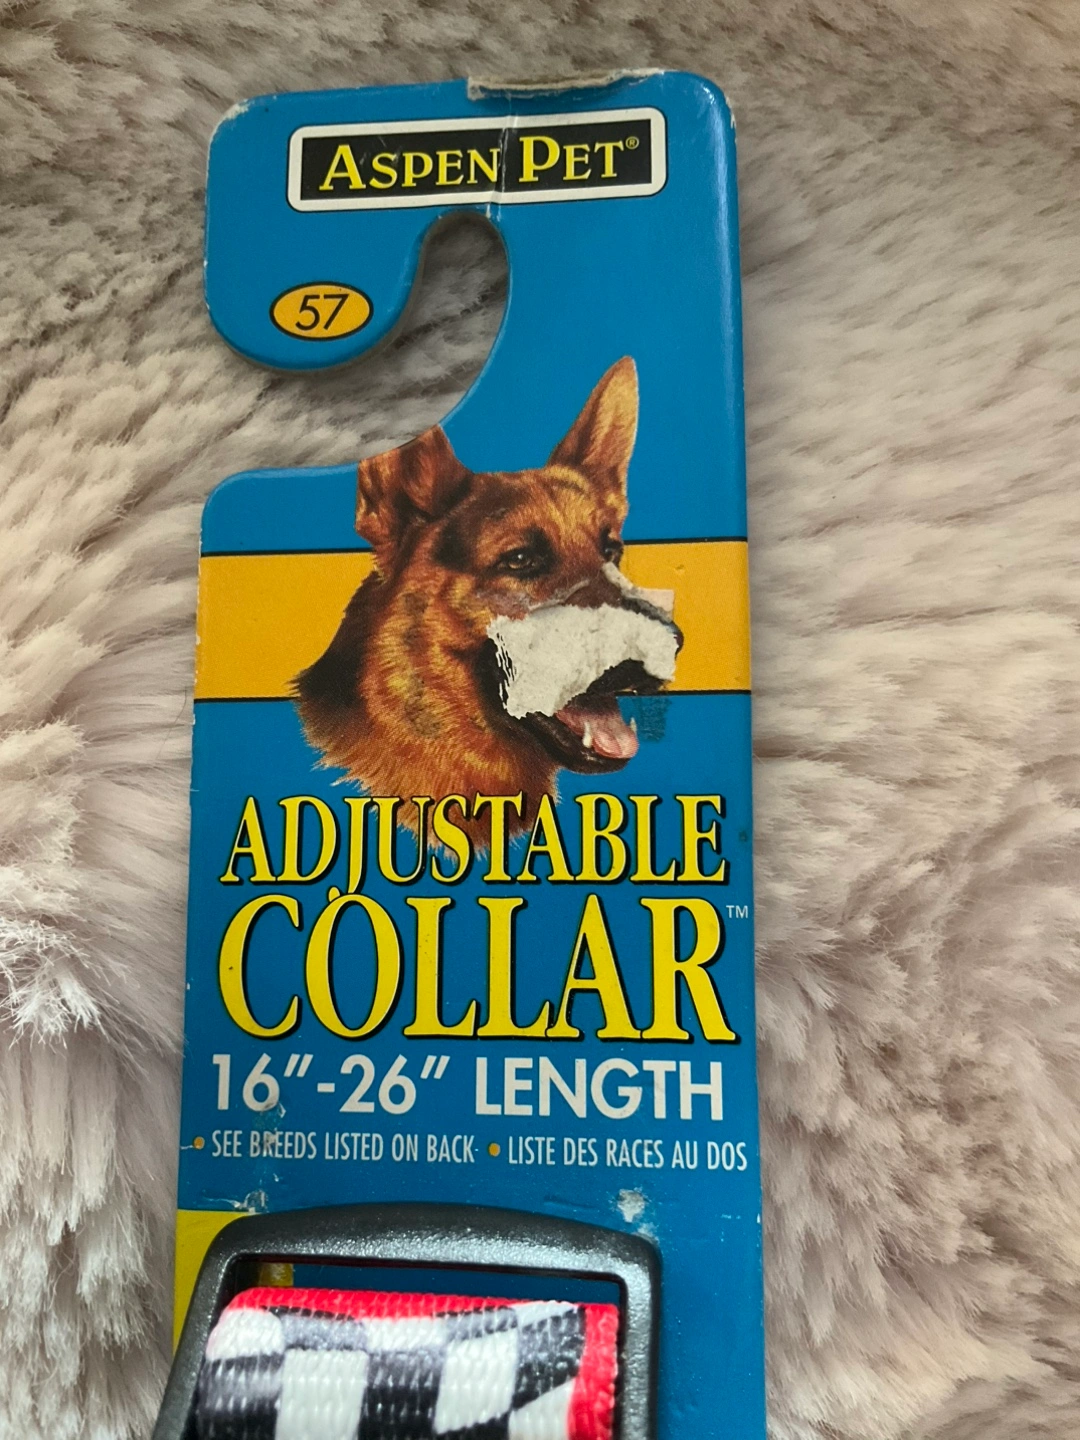 ASPEN PET®
57
ADJUSTABLE
COLLAR™
16"-26" LENGTH
• SEE BREEDS LISTED ON BACK • LISTE DES RACES AU DOS